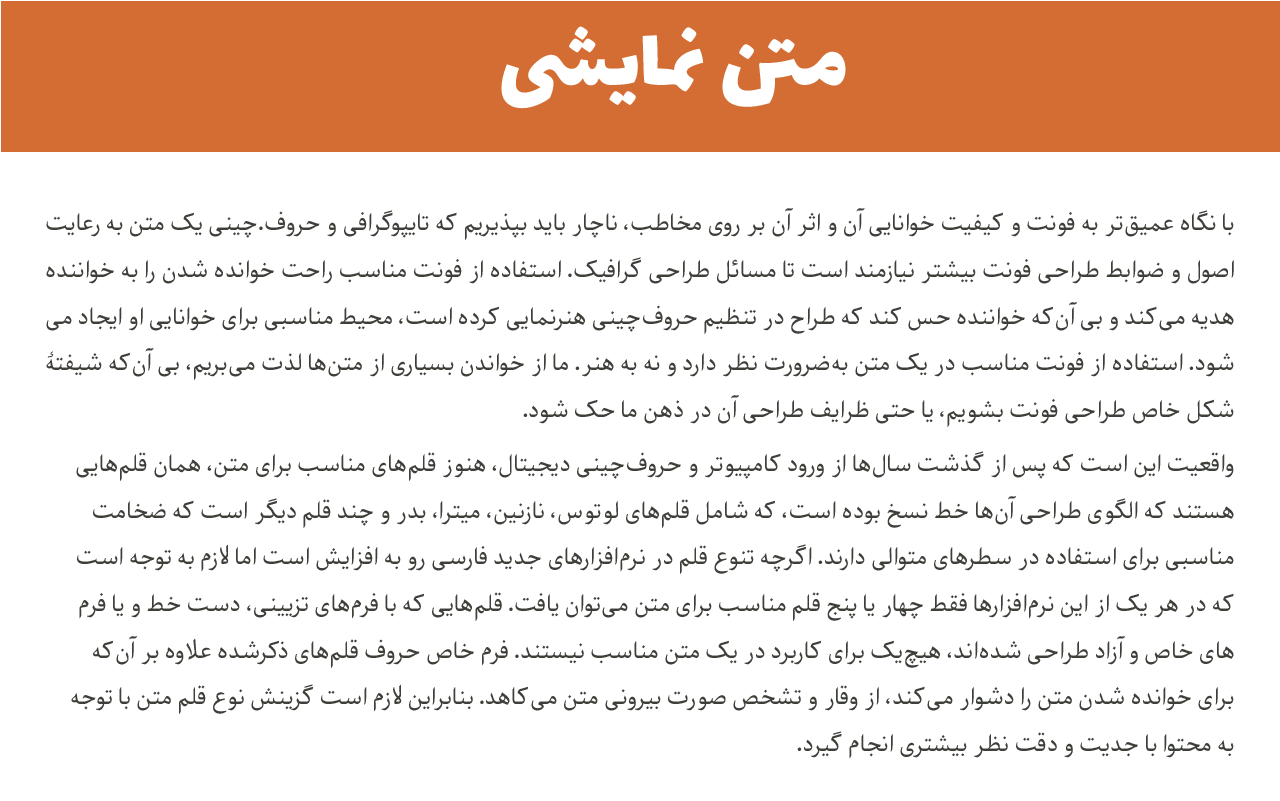 متن نمایشی
با نگاه عمیق‌تر به فونت و کیفیت خوانایی آن و اثر آن بر روی مخاطب، ناچار باید بپذیریم که تایپوگرافی و حروف.چینی یک متن به رعایت
اصول و ضوابط طراحی فونت بیشتر نیازمند است تا مسائل طراحی گرافیک. استفاده از فونت مناسب راحت خوانده شدن را به خواننده
هدیه می‌کند و بی آن‌که خواننده حس کند که طراح در تنظیم حروف‌چینی هنرنمایی کرده است، محیط مناسبی برای خوانایی او ایجاد می
شود. استفاده از فونت مناسب در یک متن به‌ضرورت نظر دارد و نه به هنر. ما از خواندن بسیاری از متن‌ها لذت می‌بریم، بی آن‌که شیفتهٔ
شکل خاص طراحی فونت بشویم، یا حتی ظرایف طراحی آن در ذهن ما حک شود.
واقعیت این است که پس از گذشت سال‌ها از ورود کامپیوتر و حروف‌چینی دیجیتال، هنوز قلم‌های مناسب برای متن، همان قلم‌هایی
هستند که الگوی طراحی آن‌ها خط نسخ بوده است، که شامل قلم‌های لوتوس، نازنین، میترا، بدر و چند قلم دیگر است که ضخامت
مناسبی برای استفاده در سطرهای متوالی دارند. اگرچه تنوع قلم در نرم‌افزارهای جدید فارسی رو به افزایش است اما لازم به توجه است
که در هر یک از این نرم‌افزارها فقط چهار یا پنج قلم مناسب برای متن می‌توان یافت. قلم‌هایی که با فرم‌های تزیینی، دست خط و یا فرم
های خاص و آزاد طراحی شده‌اند، هیچ‌یک برای کاربرد در یک متن مناسب نیستند. فرم خاص حروف قلم‌های ذکرشده علاوه بر آن‌که
برای خوانده شدن متن را دشوار می‌کند، از وقار و تشخص صورت بیرونی متن می‌کاهد. بنابراین لازم است گزینش نوع قلم متن با توجه
به محتوا با جدیت و دقت نظر بیشتری انجام گیرد.